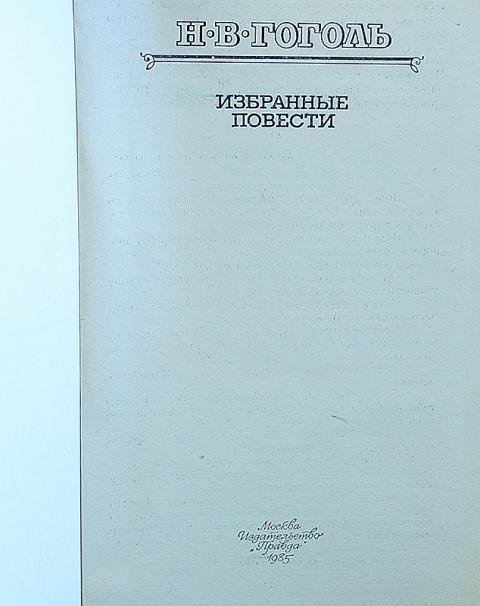 Н·В·ГОГОЛЬ
ИЗБРАННЫЕ
ПОВЕСТИ
Москва
Издательство
„Правда“
1985